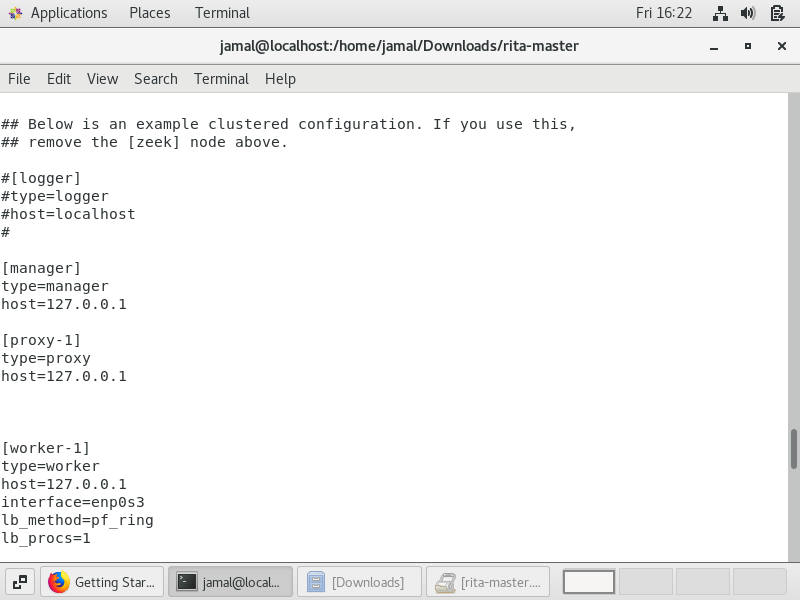 Applications Places Terminal Fri 16:22
jamal@localhost:/home/jamal/Downloads/rita-master
File Edit View Search Terminal Help
## Below is an example clustered configuration. If you use this,
## remove the [zeek] node above.
#[logger]
#type=logger
#host=localhost
#
[manager]
type=manager
host=127.0.0.1
[proxy-1]
type=proxy
host=127.0.0.1
[worker-1]
type=worker
host=127.0.0.1
interface=enp0s3
lb_method=pf_ring
lb_procs=1
Getting Star... jamal@local... [Downloads] [rita-master....